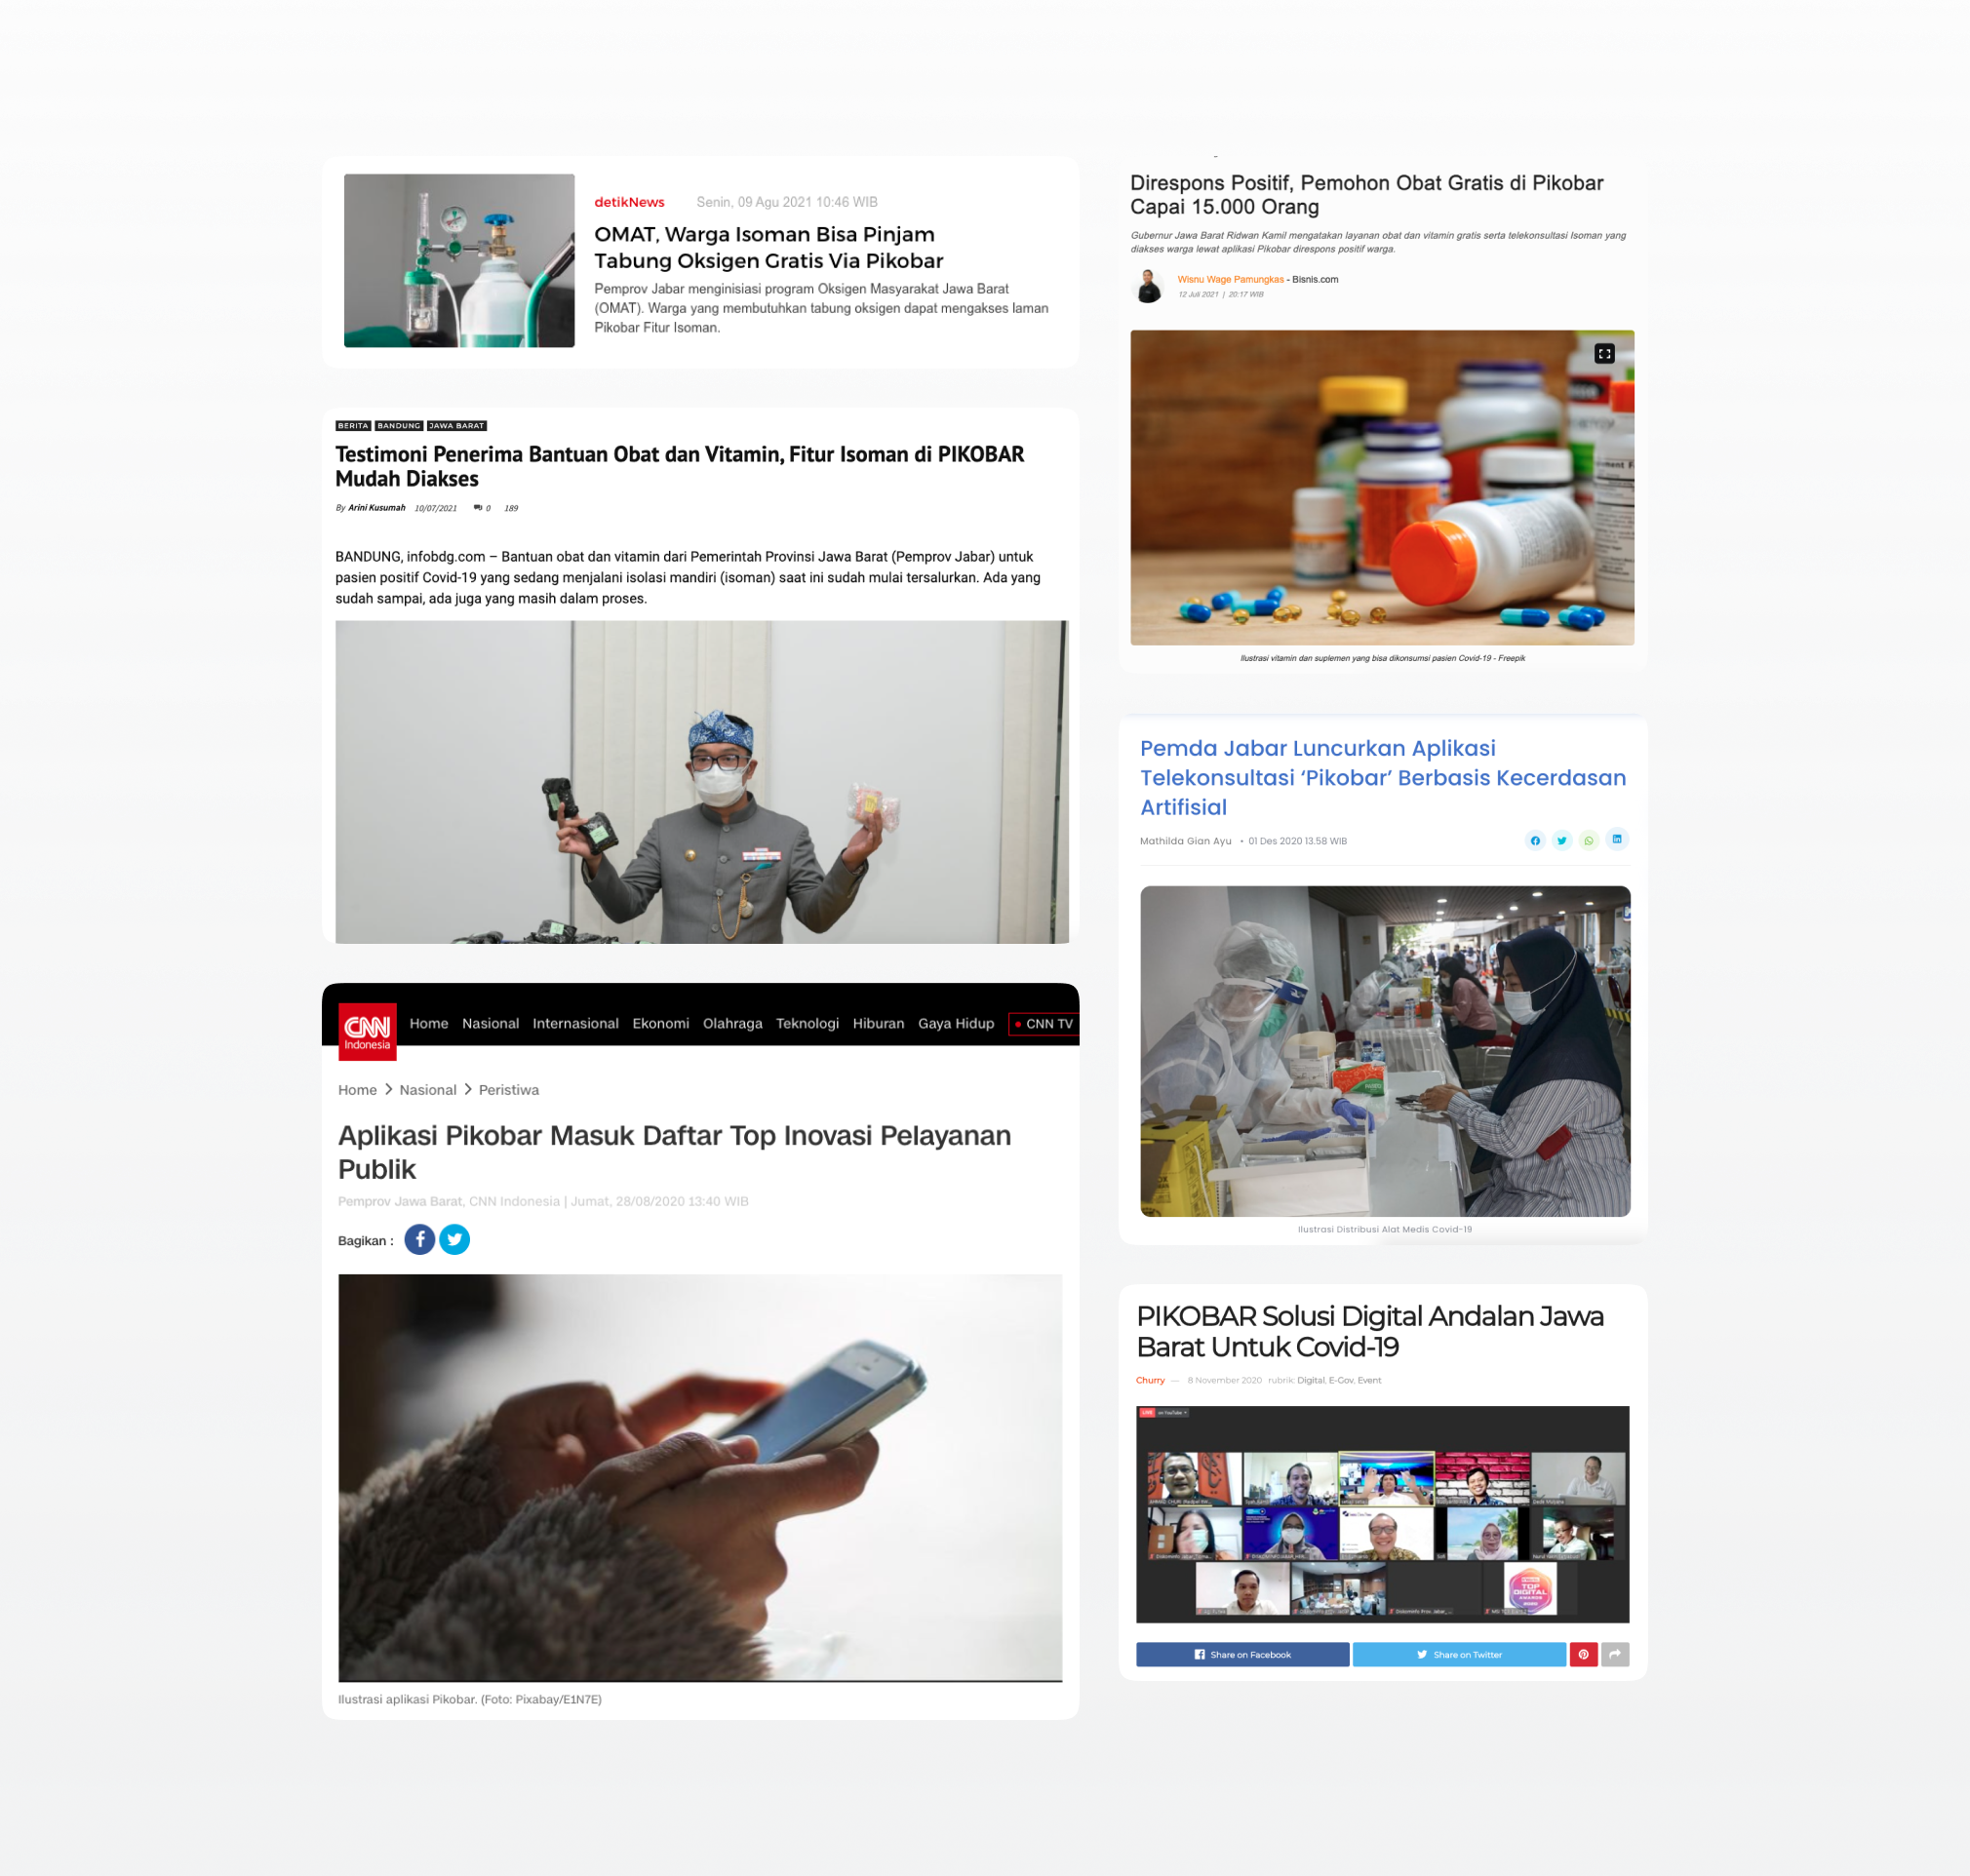 detikNews Senin, 09 Agu 2021 10:46 WIB
OMAT, Warga Isoman Bisa Pinjam
Tabung Oksigen Gratis Via Pikobar
Pemprov Jabar menginisiasi program Oksigen Masyarakat Jawa Barat
(OMAT). Warga yang membutuhkan tabung oksigen dapat mengakses laman
Pikobar Fitur Isoman.
BERITA BANDUNG JAWA BARAT
Testimoni Penerima Bantuan Obat dan Vitamin, Fitur Isoman di PIKOBAR
Mudah Diakses
By Arini Kusumah 10/07/2021 0 189
BANDUNG, infobdg.com – Bantuan obat dan vitamin dari Pemerintah Provinsi Jawa Barat (Pemprov Jabar) untuk
pasien positif Covid-19 yang sedang menjalani isolasi mandiri (isoman) saat ini sudah mulai tersalurkan. Ada yang
sudah sampai, ada juga yang masih dalam proses.
CNN
Indonesia
Home Nasional Internasional Ekonomi Olahraga Teknologi Hiburan Gaya Hidup CNN TV
Home > Nasional > Peristiwa
Aplikasi Pikobar Masuk Daftar Top Inovasi Pelayanan
Publik
Pemprov Jawa Barat, CNN Indonesia | Jumat, 28/08/2020 13:40 WIB
Bagikan :
Ilustrasi aplikasi Pikobar. (Foto: Pixabay/E1N7E)
Direspons Positif, Pemohon Obat Gratis di Pikobar
Capai 15.000 Orang
Gubernur Jawa Barat Ridwan Kamil mengatakan layanan obat dan vitamin gratis serta telekonsultasi Isoman yang
diakses warga lewat aplikasi Pikobar direspons positif warga.
Wisnu Wage Pamungkas - Bisnis.com
12 Juli 2021 | 20:17 WIB
Ilustrasi vitamin dan suplemen yang bisa dikonsumsi pasien Covid-19 - Freepik
Pemda Jabar Luncurkan Aplikasi
Telekonsultasi ‘Pikobar’ Berbasis Kecerdasan
Artifisial
Mathilda Gian Ayu • 01 Des 2020 13.58 WIB
Ilustrasi Distribusi Alat Medis Covid-19
PIKOBAR Solusi Digital Andalan Jawa
Barat Untuk Covid-19
Churry — 8 November 2020 rubrik: Digital, E-Gov, Event
LIVE on YouTube
TOP
DIGITAL
AWARDS
Share on Facebook Share on Twitter